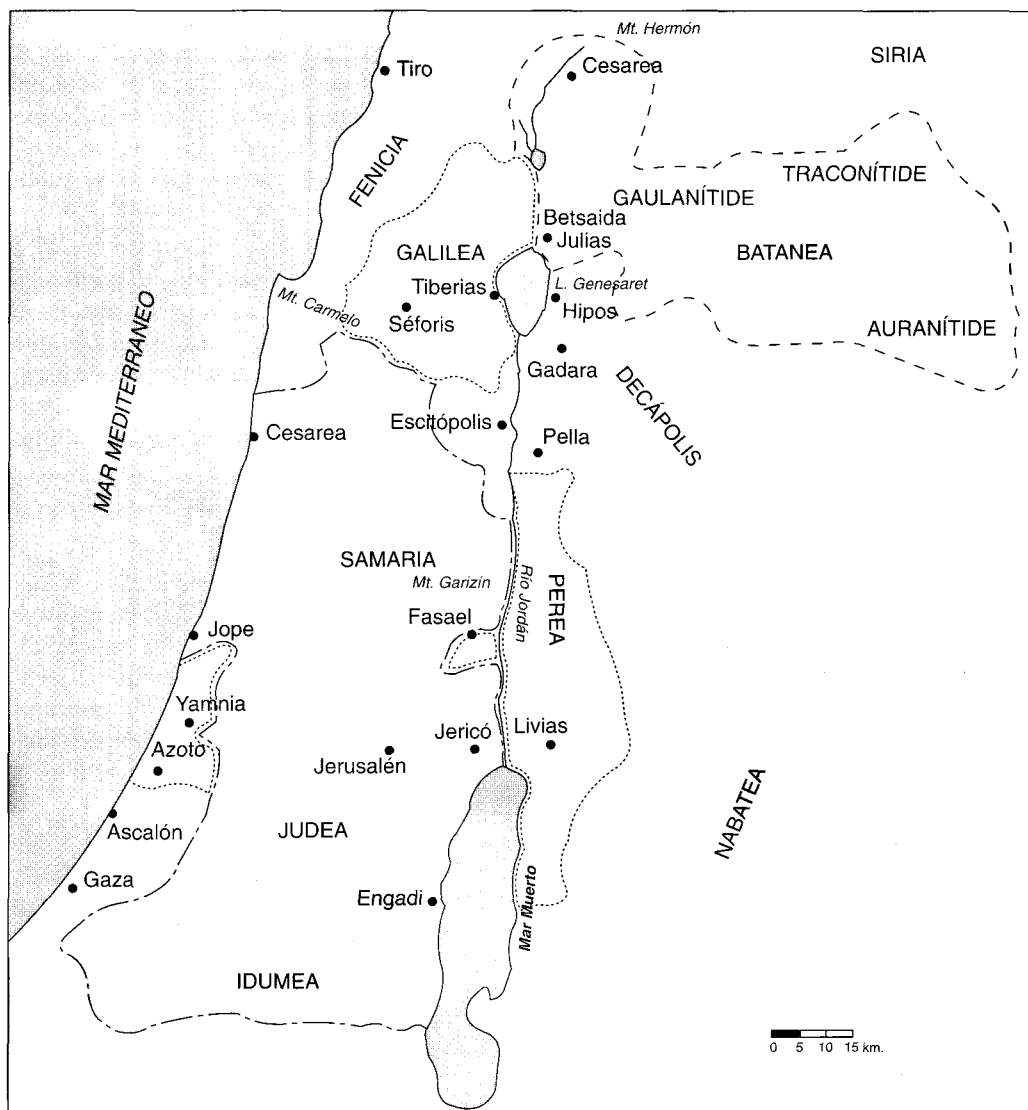 Mt. Hermón
SIRIA
Tiro
Cesarea
FENICIA
TRACONÍTIDE
GAULANÍTIDE
Betsaida
Julias
BATANEA
GALILEA
Tiberias
L. Genesaret
Mt. Carmelo
Séforis
Hipos
AURANÍTIDE
Gadara
DECÁPOLIS
MAR MEDITERRANEO
Escitópolis
Cesarea
Pella
SAMARIA
Mt. Garizín
Río Jordán
PEREA
Fasael
Jope
Yamnia
Jericó
Livias
Azoto
Jerusalén
NABATEA
Ascalón
JUDEA
Gaza
Engadi
Mar Muerto
IDUMEA
0 5 10 15 km.